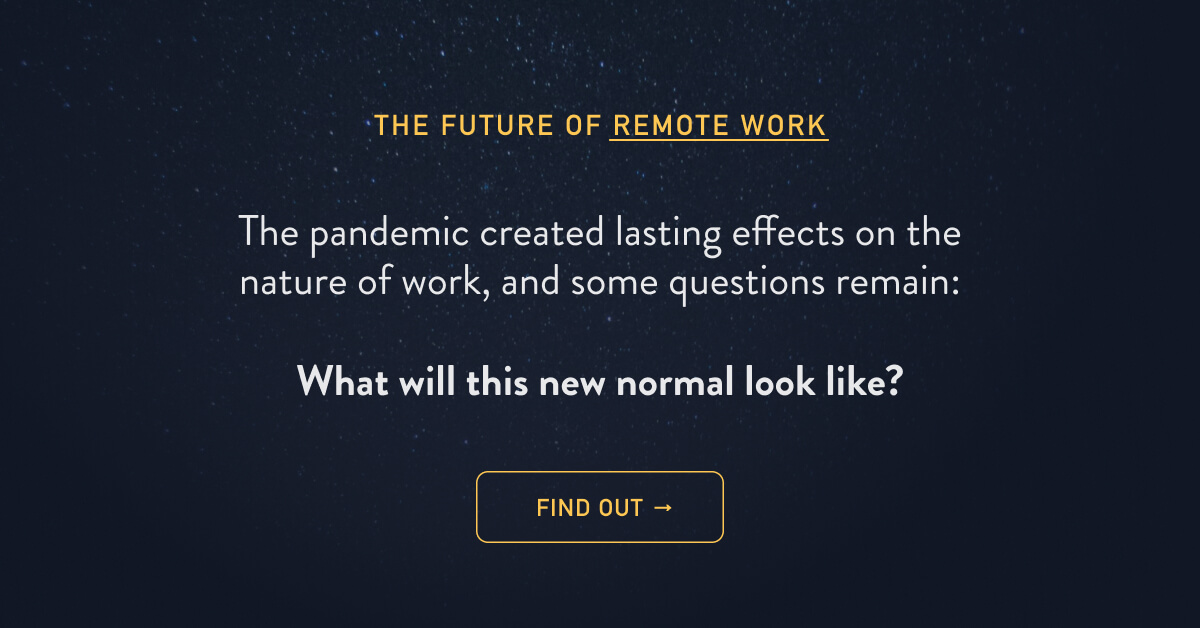 THE FUTURE OF REMOTE WORK
The pandemic created lasting effects on the
nature of work, and some questions remain:
What will this new normal look like?
FIND OUT →